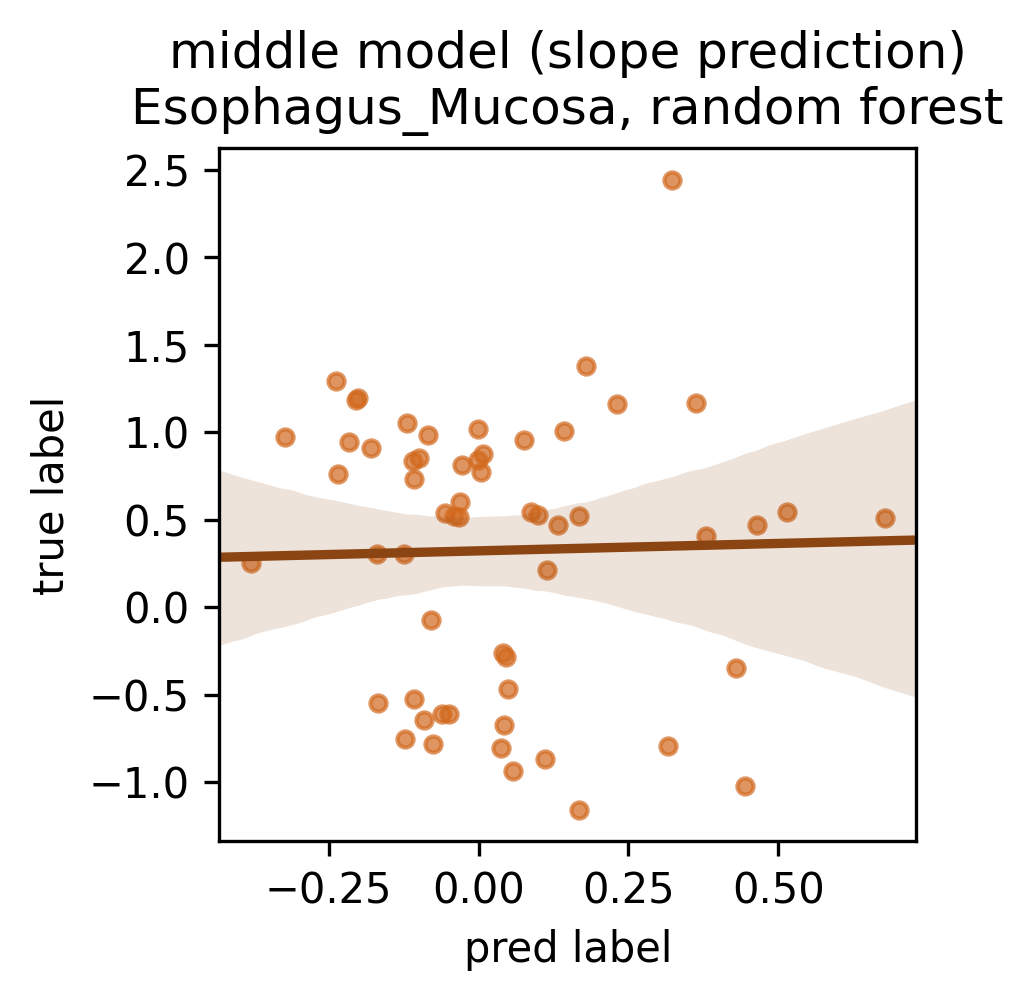 middle model (slope prediction)
Esophagus_Mucosa, random forest
2.5
2.0
1.5
1.0
0.5
0.0
−0.5
−1.0
true label
−0.25 0.00 0.25 0.50
pred label